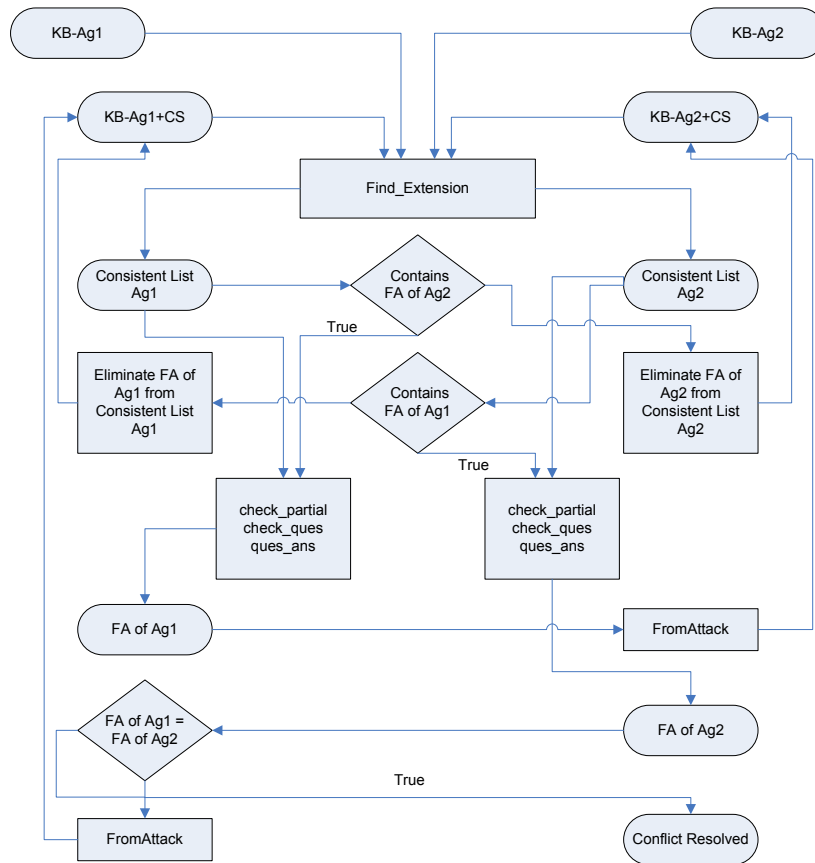 KB-Ag1
KB-Ag2
KB-Ag1+CS
KB-Ag2+CS
Find_Extension
Consistent List
Ag1
Contains
FA of Ag2
Consistent List
Ag2
True
Eliminate FA of
Ag1 from
Consistent List
Ag1
Contains
FA of Ag1
Eliminate FA of
Ag2 from
Consistent List
Ag2
True
check_partial
check_ques
ques_ans
check_partial
check_ques
ques_ans
FA of Ag1
FromAttack
FA of Ag1 =
FA of Ag2
FA of Ag2
True
FromAttack
Conflict Resolved